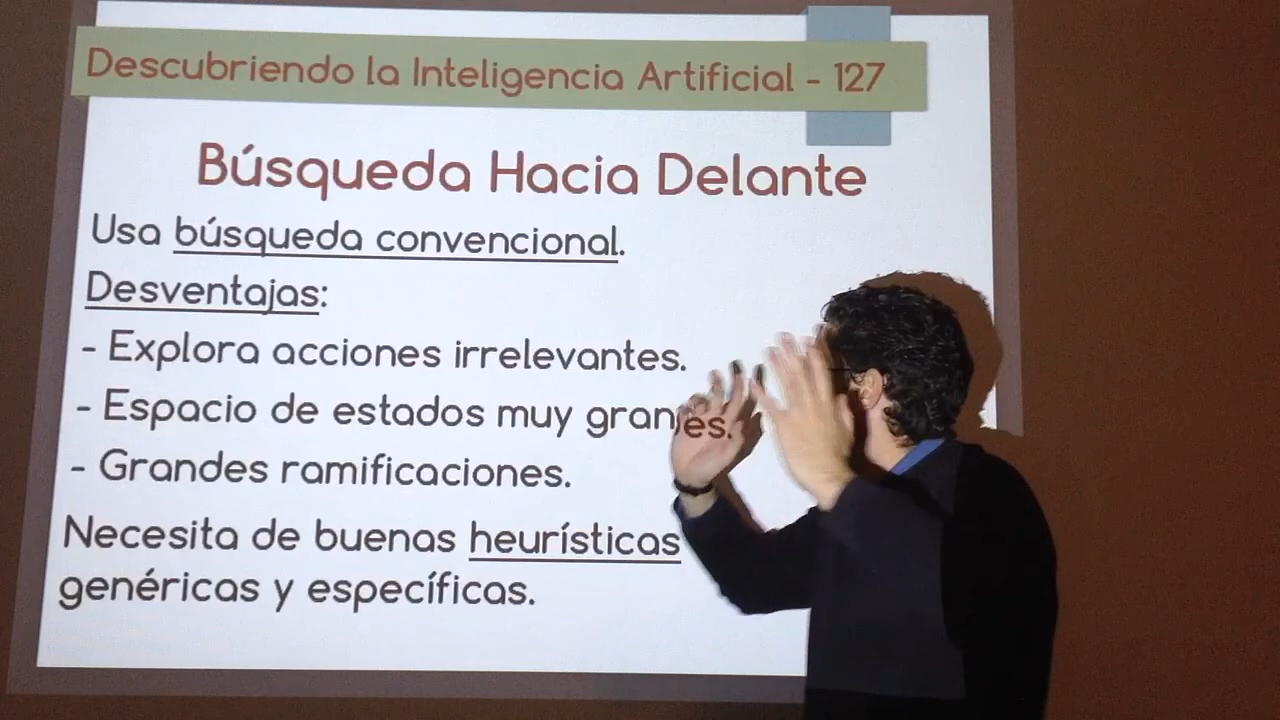 Descubriendo la Inteligencia Artificial - 127
Búsqueda Hacia Delante
Usa búsqueda convencional.
Desventajas:
- Explora acciones irrelevantes.
- Espacio de estados muy grandes.
- Grandes ramificaciones.
Necesita de buenas heurísticas
genéricas y específicas.